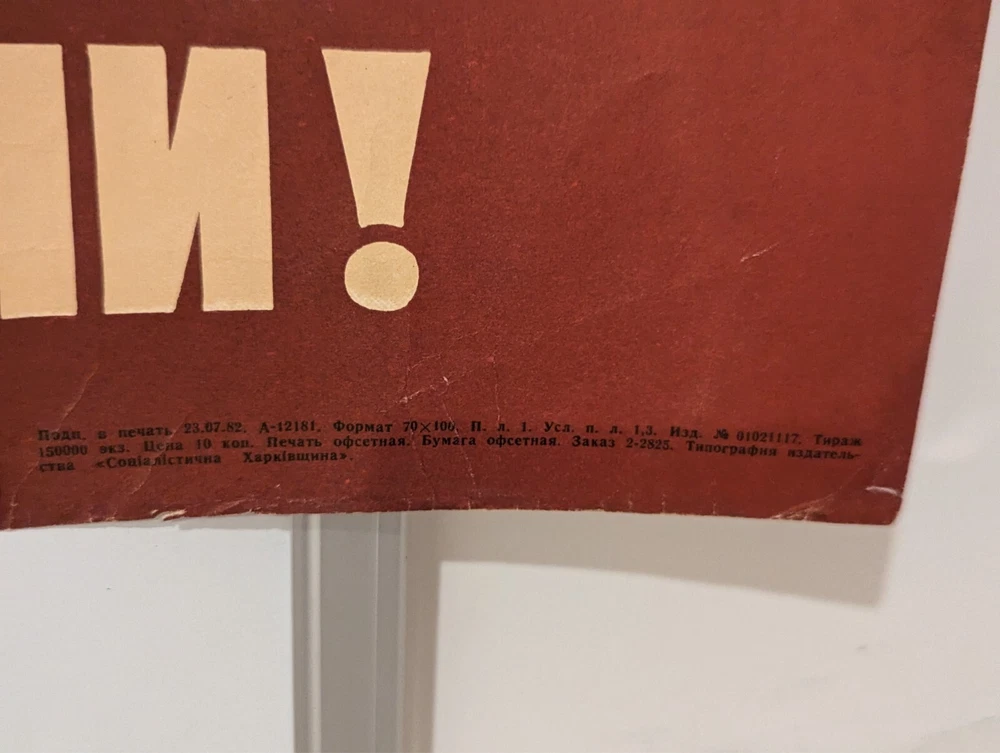 ИИ!
Подп. в печать 23.07.82. А-12181. Формат 70×100. П. л. 1. Усл. п. л. 1,3. Изд. № 01021117. Тираж
150000 экз. Цена 10 коп. Печать офсетная. Бумага офсетная. Заказ 2-2825. Типография издатель-
ства «Соціалістична Харківщина».